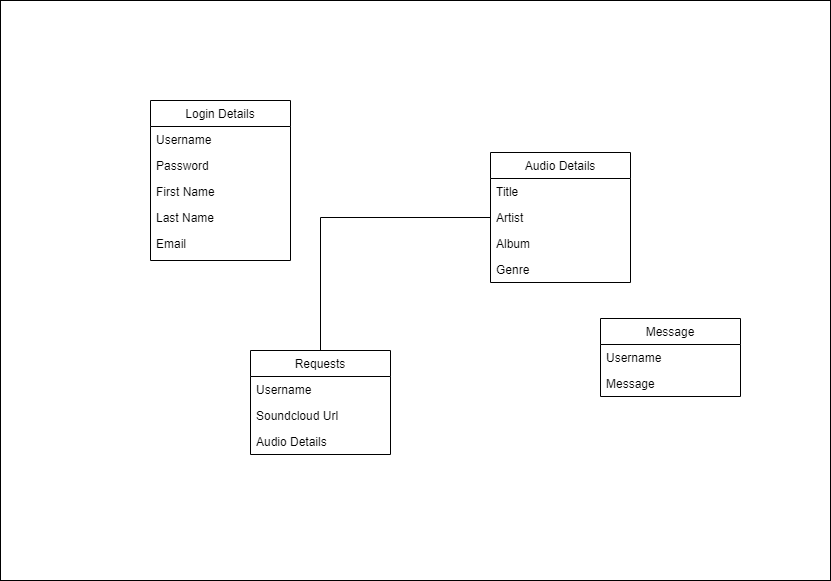 Login Details
Username
Password
First Name
Last Name
Email
Audio Details
Title
Artist
Album
Genre
Requests
Username
Soundcloud Url
Audio Details
Message
Username
Message